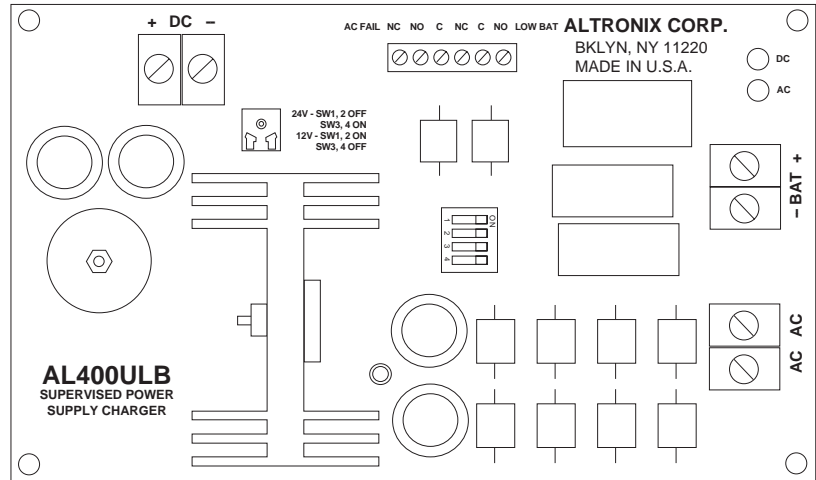 + DC –
AC FAIL NC NO C NC C NO LOW BAT
ALTRONIX CORP.
BKLYN, NY 11220
MADE IN U.S.A.
DC
AC
24V - SW1, 2 OFF
SW3, 4 ON
12V - SW1, 2 ON
SW3, 4 OFF
– BAT +
ON
1
2
3
4
AC
AC
AL400ULB
SUPERVISED POWER
SUPPLY CHARGER